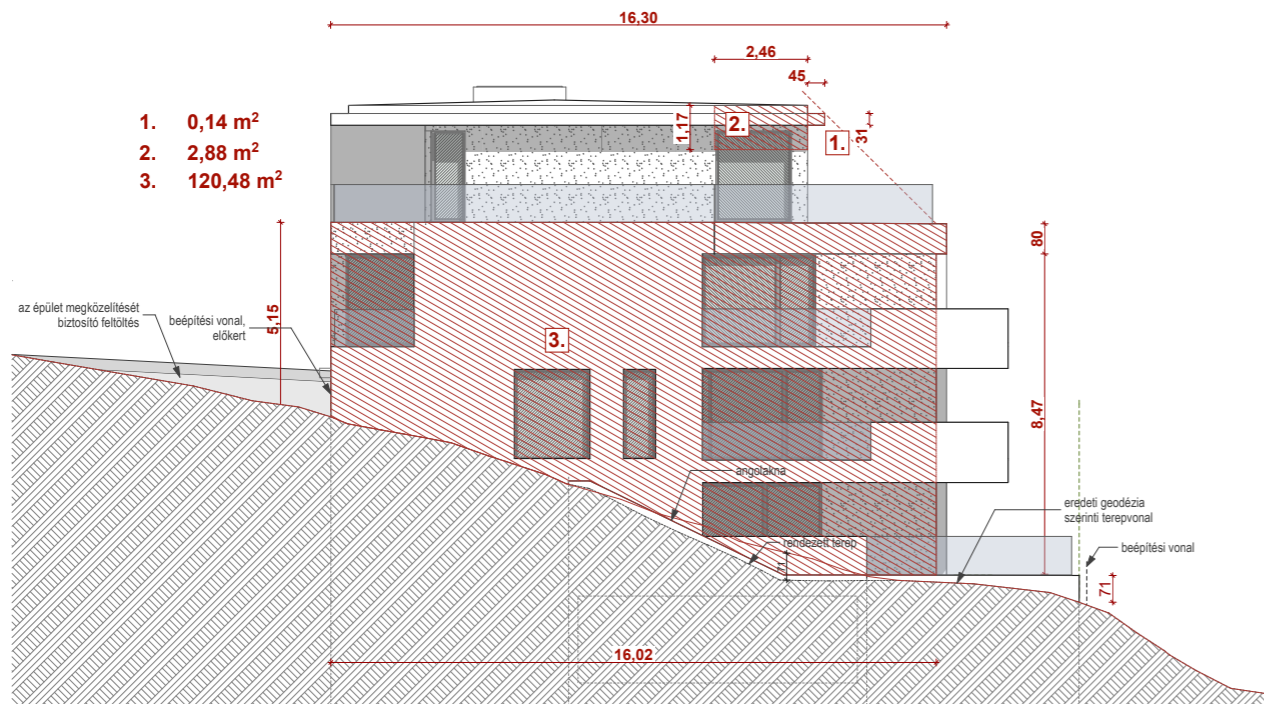 16,30
2,46
45
1. 0,14 m²
2. 2,88 m²
3. 120,48 m²
1,17
2.
31
1.
80
az épület megközelítését
biztosító feltöltés
beépítési vonal,
előkert
5,15
3.
8,47
angolakna
eredeti geodézia
szerinti terepvonal
rendezett terep
beépítési vonal
71
71
16,02